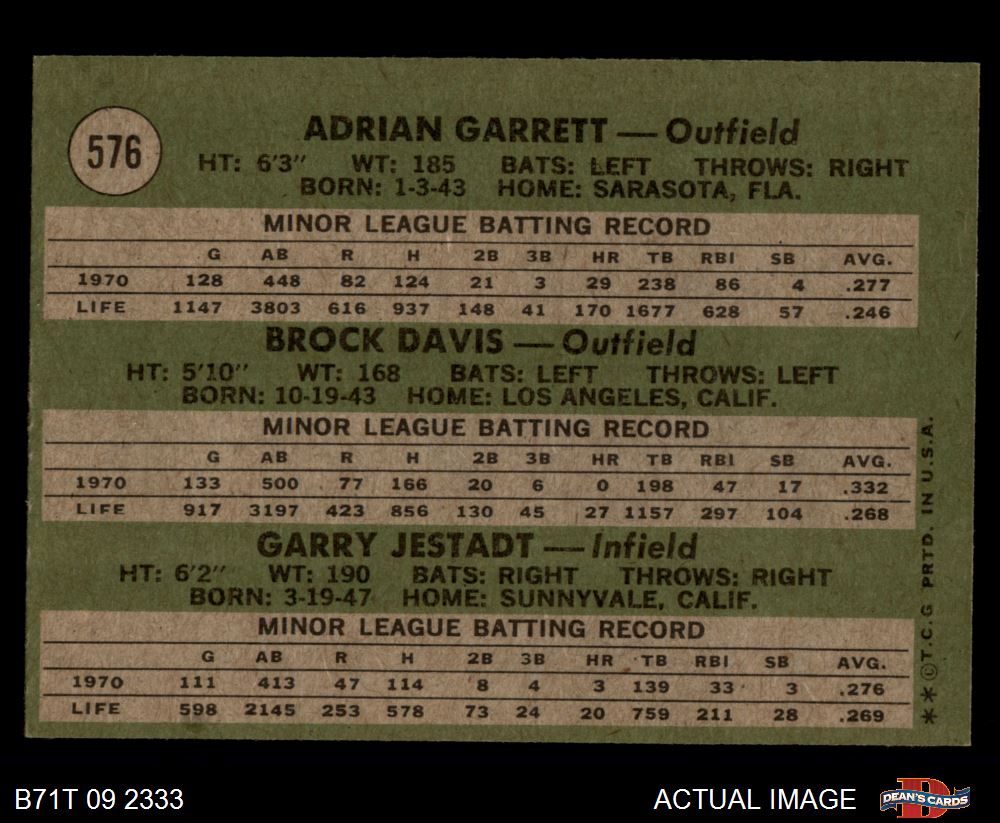 576
ADRIAN GARRETT — Outfield
HT: 6'3" WT: 185 BATS: LEFT THROWS: RIGHT
BORN: 1-3-43 HOME: SARASOTA, FLA.
MINOR LEAGUE BATTING RECORD
G AB R H 2B 3B HR TB RBI SB AVG.
1970 128 448 82 124 21 3 29 238 86 4 .277
LIFE 1147 3803 616 937 148 41 170 1677 628 57 .246
BROCK DAVIS — Outfield
HT: 5'10" WT: 168 BATS: LEFT THROWS: LEFT
BORN: 10-19-43 HOME: LOS ANGELES, CALIF.
MINOR LEAGUE BATTING RECORD
G AB R H 2B 3B HR TB RBI SB AVG.
1970 133 500 77 166 20 6 0 198 47 17 .332
LIFE 917 3197 423 856 130 45 27 1157 297 104 .268
GARRY JESTADT — Infield
HT: 6'2" WT: 190 BATS: RIGHT THROWS: RIGHT
BORN: 3-19-47 HOME: SUNNYVALE, CALIF.
MINOR LEAGUE BATTING RECORD
G AB R H 2B 3B HR TB RBI SB AVG.
1970 111 413 47 114 8 4 3 139 33 3 .276
LIFE 598 2145 253 578 73 24 20 759 211 28 .269
**©T.C.G PRTD. IN U.S.A.
B71T 09 2333
ACTUAL IMAGE
D
DEAN'S CARDS